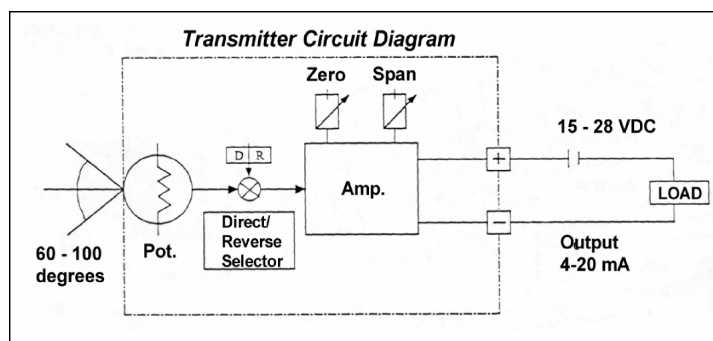 Transmitter Circuit Diagram
Zero
Span
15 - 28 VDC
D R
+
Amp.
LOAD
−
60 - 100
degrees
Pot.
Direct/
Reverse
Selector
Output
4-20 mA